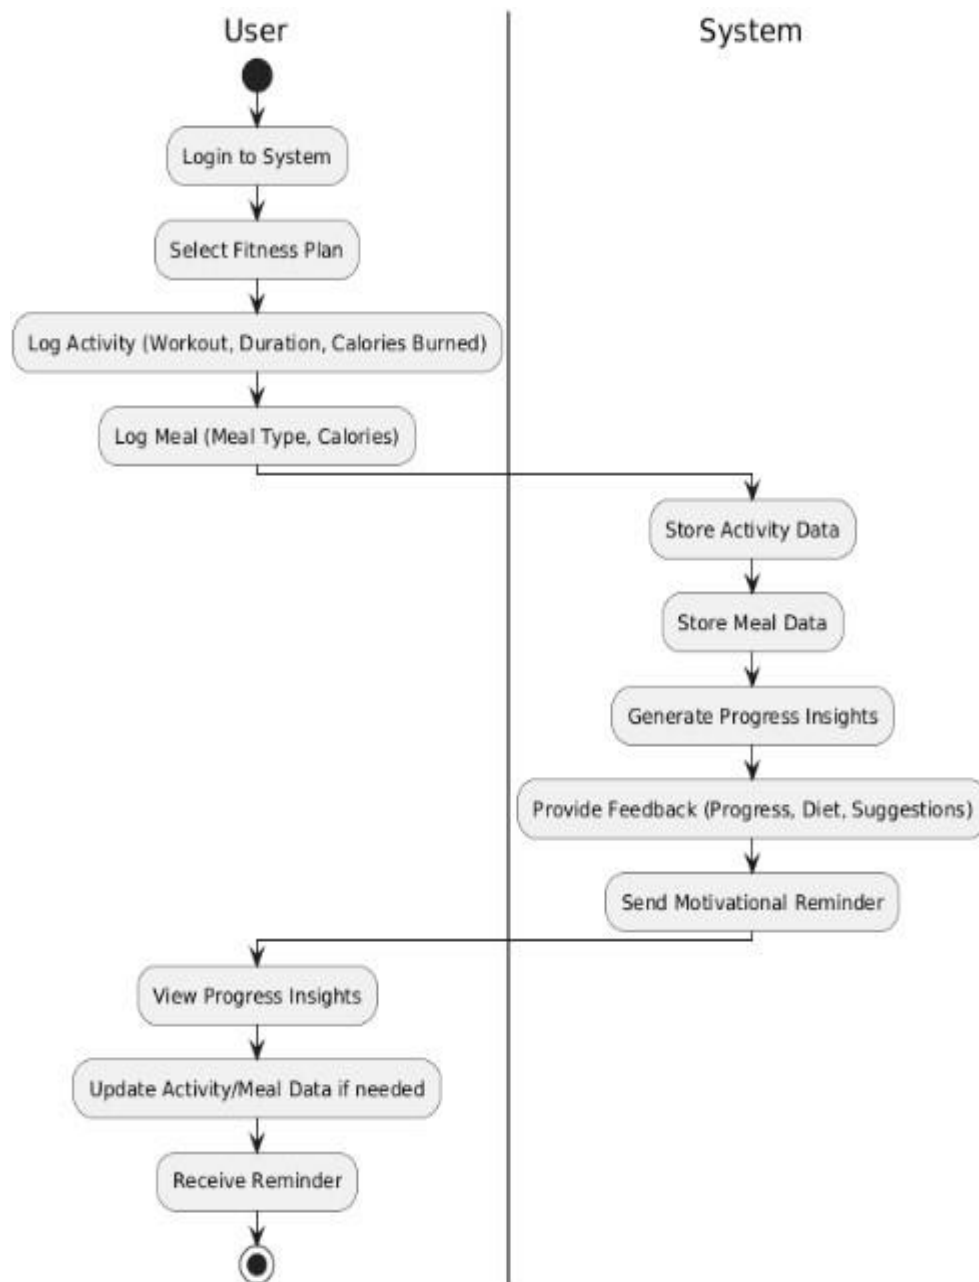 User
System
Login to System
Select Fitness Plan
Log Activity (Workout, Duration, Calories Burned)
Log Meal (Meal Type, Calories)
Store Activity Data
Store Meal Data
Generate Progress Insights
Provide Feedback (Progress, Diet, Suggestions)
Send Motivational Reminder
View Progress Insights
Update Activity/Meal Data if needed
Receive Reminder